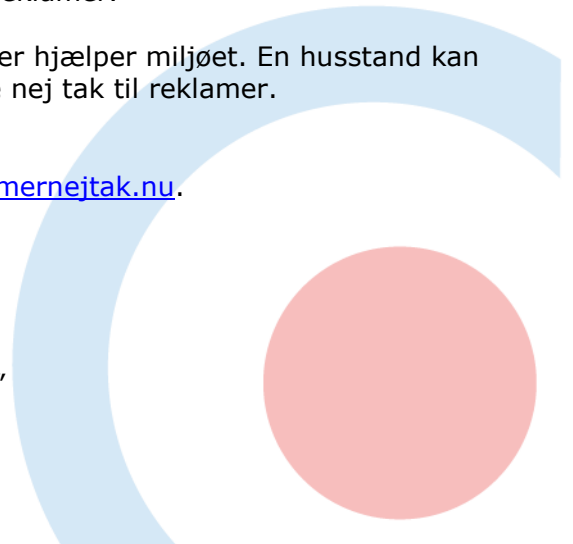 er hjælper miljøet. En husstand kan
nej tak til reklamer.
mernejtak.nu.